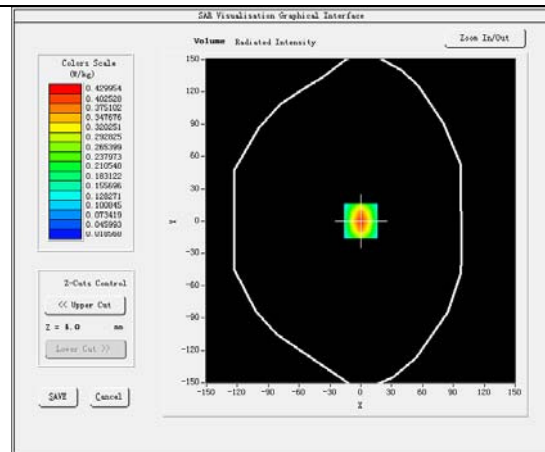 SAR Visualisation Graphical Interface
Volume Radiated Intensity
Zoom In/Out
Colors Scale
(W/kg)
0.429954
0.402528
0.375102
0.347676
0.320251
0.292825
0.265399
0.237973
0.210548
0.183122
0.155696
0.128271
0.100845
0.073419
0.045993
0.018568
150
120
90
60
30
0
-30
-60
-90
-120
-150
Y
-150 -120 -90 -60 -30 0 30 60 90 120 150
X
Z-Cuts Control
<< Upper Cut
Z = 4.0 mm
Lower Cut >>
SAVE Cancel